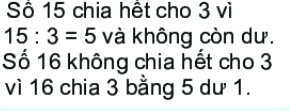 Số 15 chia hết cho 3 vì
15 : 3 = 5 và không còn dư.
Số 16 không chia hết cho 3
vì 16 chia 3 bằng 5 dư 1.